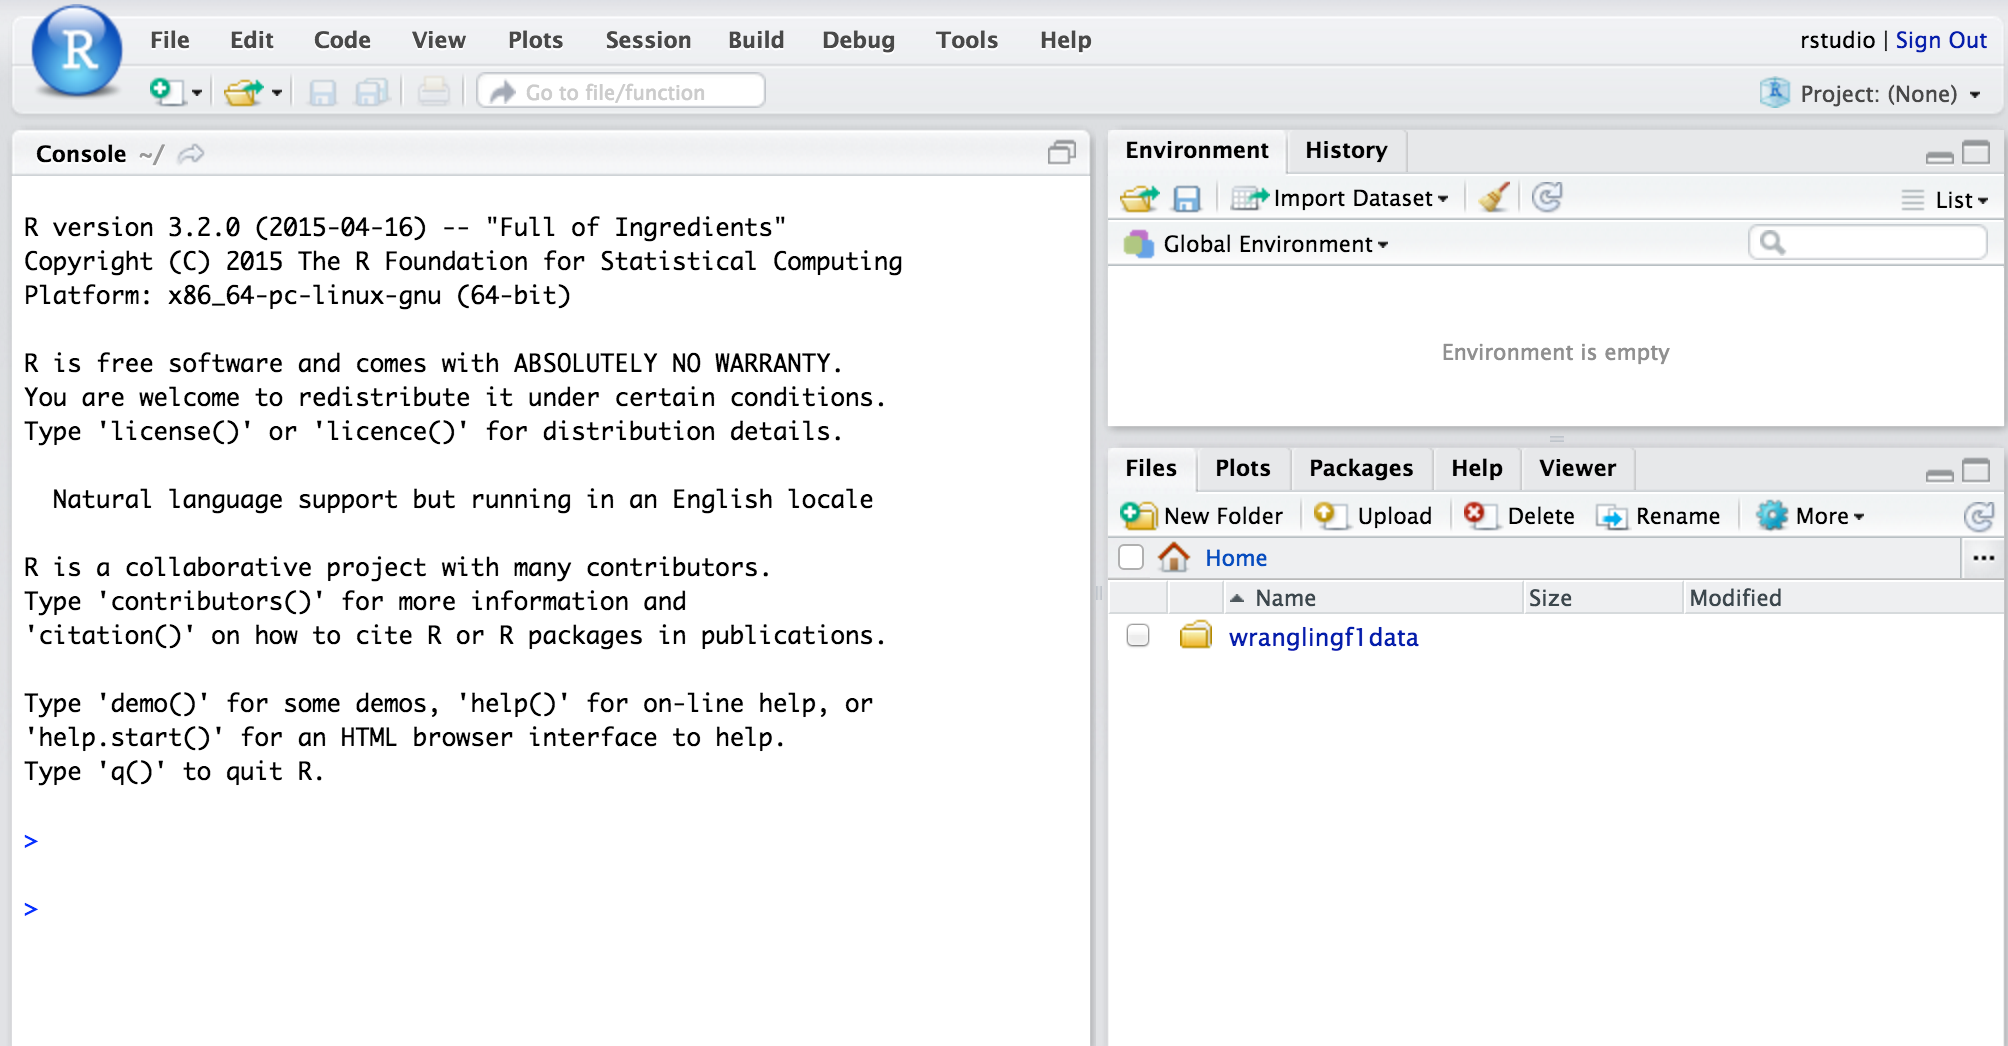 R File Edit Code View Plots Session Build Debug Tools Help rstudio | Sign Out
Go to file/function Project: (None)
Console ~/
R version 3.2.0 (2015-04-16) -- "Full of Ingredients"
Copyright (C) 2015 The R Foundation for Statistical Computing
Platform: x86_64-pc-linux-gnu (64-bit)
R is free software and comes with ABSOLUTELY NO WARRANTY.
You are welcome to redistribute it under certain conditions.
Type 'license()' or 'licence()' for distribution details.
Natural language support but running in an English locale
R is a collaborative project with many contributors.
Type 'contributors()' for more information and
'citation()' on how to cite R or R packages in publications.
Type 'demo()' for some demos, 'help()' for on-line help, or
'help.start()' for an HTML browser interface to help.
Type 'q()' to quit R.
>
>
Environment History
Import Dataset List
Global Environment
Environment is empty
Files Plots Packages Help Viewer
New Folder Upload Delete Rename More
Home ...
Name Size Modified
wranglingf1data